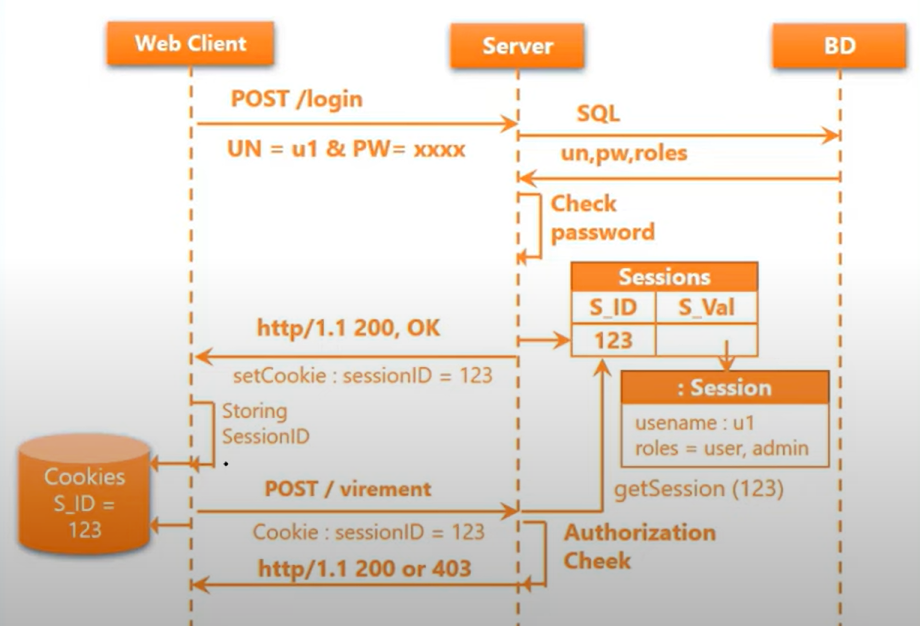 Web Client
Server
BD
POST /login
SQL
UN = u1 & PW= xxxx
un,pw,roles
Check
password
Sessions
S_ID
S_Val
http/1.1 200, OK
123
setCookie : sessionID = 123
: Session
Storing
SessionID
usename : u1
roles = user, admin
Cookies
S_ID =
123
POST / virement
getSession (123)
Cookie : sessionID = 123
Authorization
Cheek
http/1.1 200 or 403